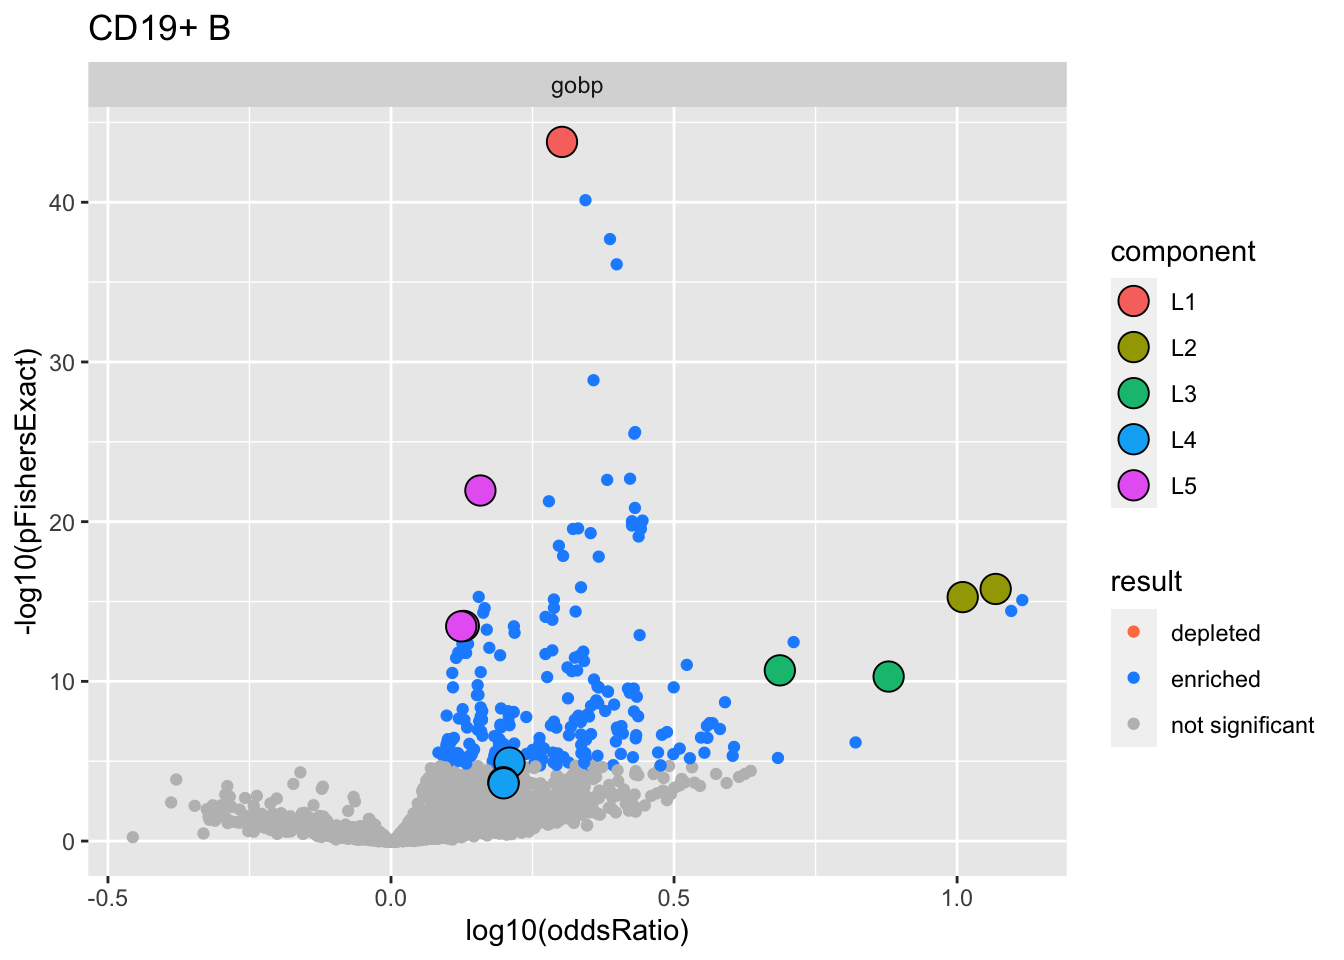 CD19+ B
gobp
-log10(pFishersExact)
40
30
20
10
0
-0.5
0.0
0.5
1.0
log10(oddsRatio)
component
L1
L2
L3
L4
L5
result
depleted
enriched
not significant